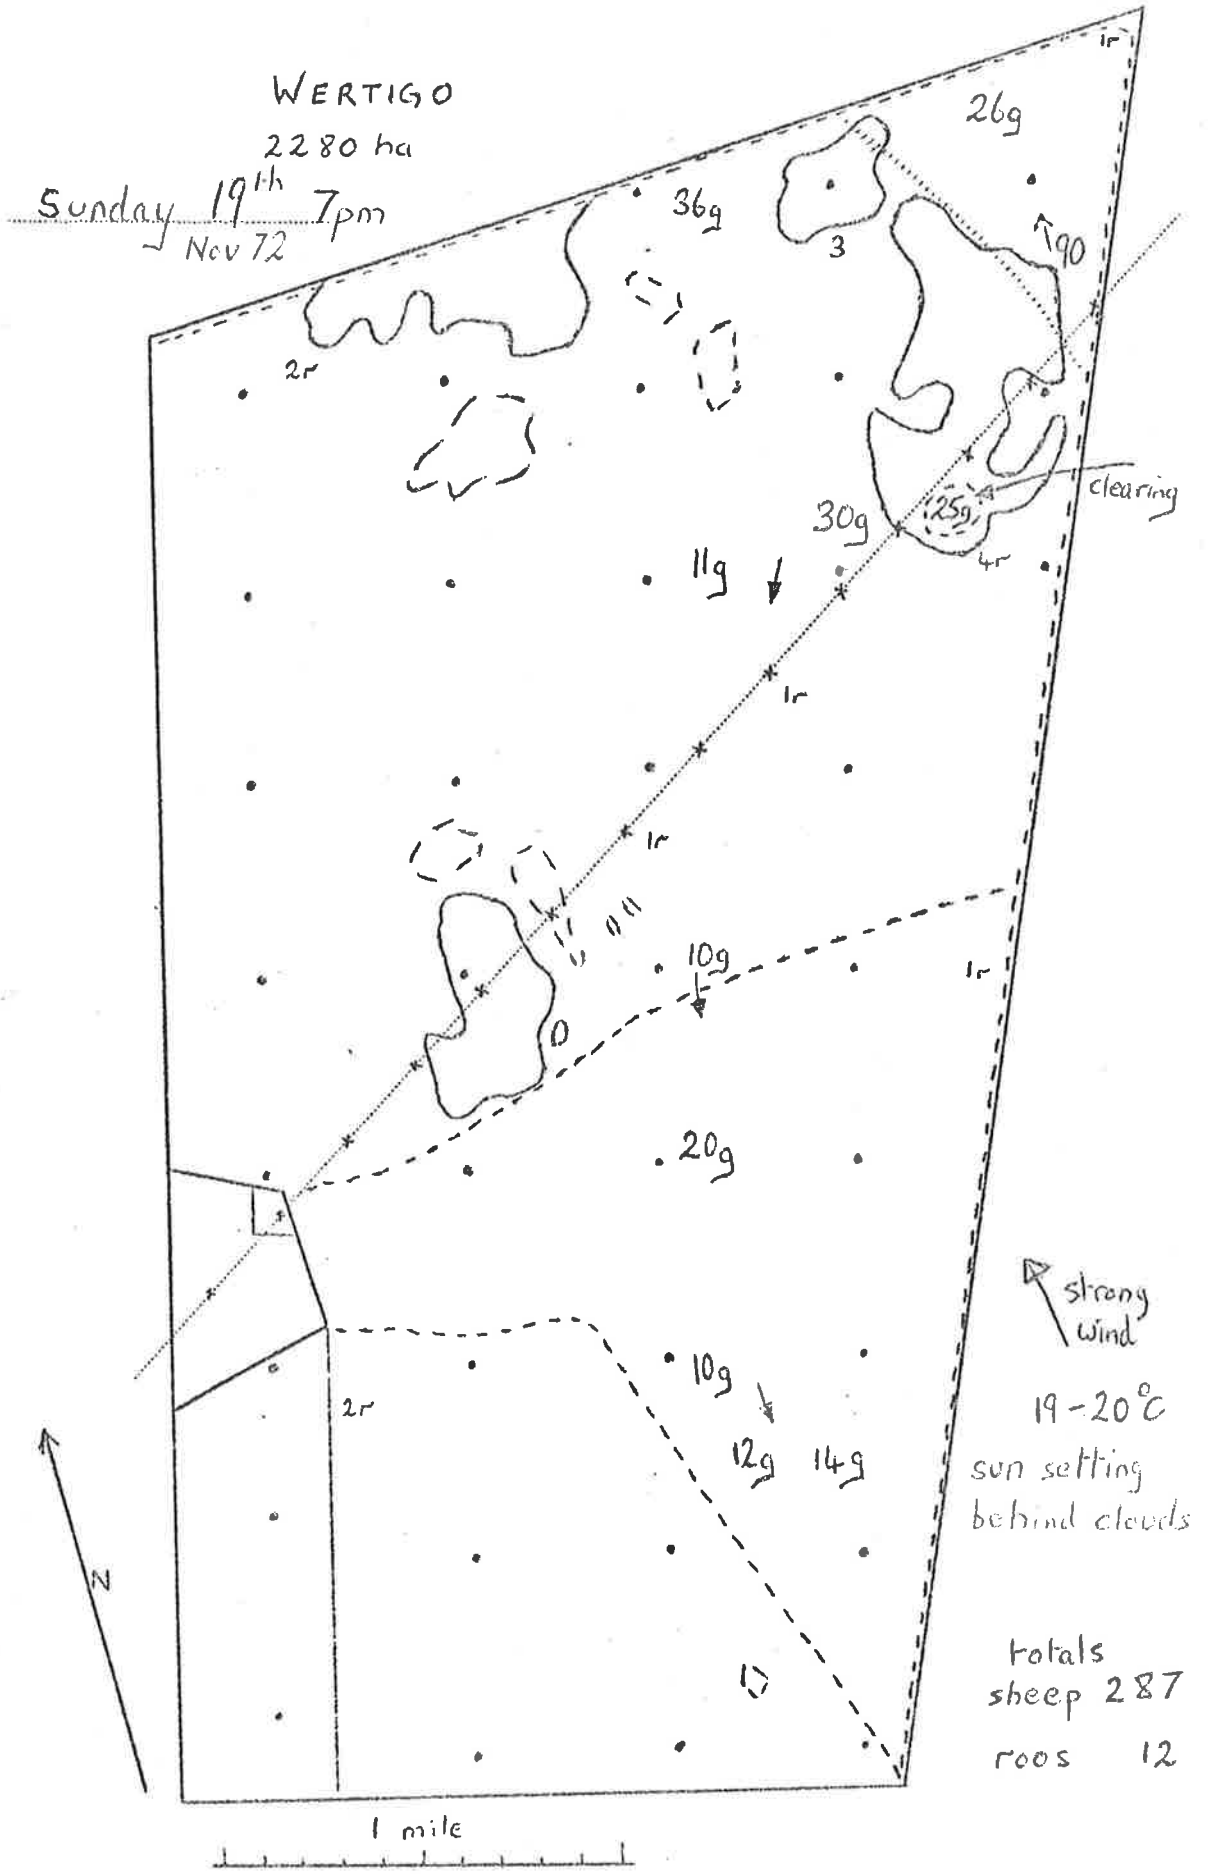 WERTIGO
2280 ha
Sunday 19th 7pm
Nov 72
1r
26g
36g
3
90
2r
clearing
25g
30g
4r
11g
1r
1r
10g
1r
20g
strong
wind
10g
2r
19-20°C
12g
14g
sun setting
behind clouds
N
totals
sheep 287
roos 12
1 mile